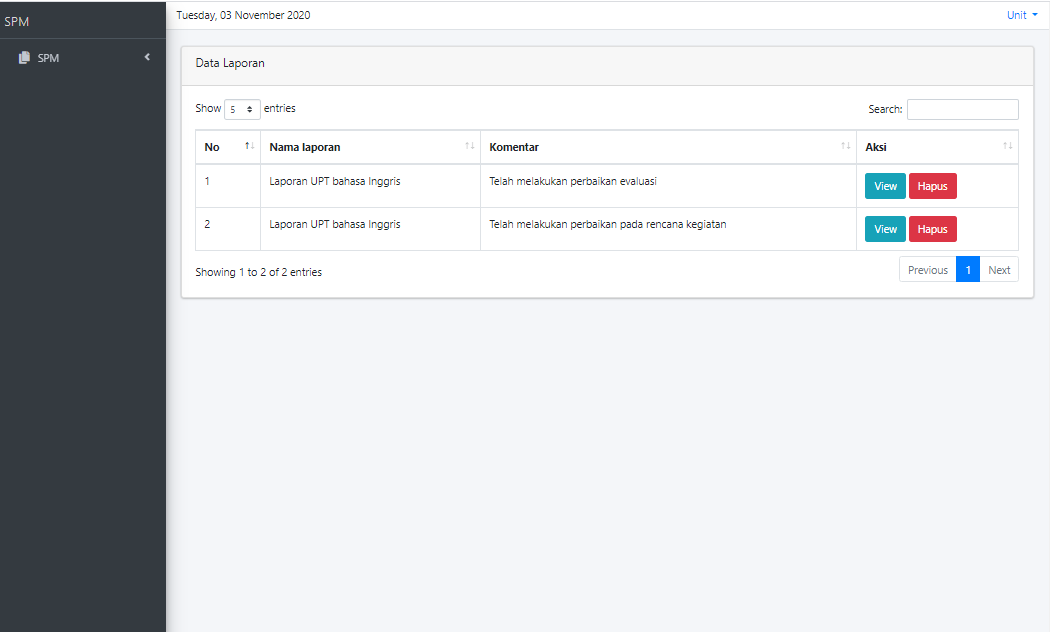 SPM
Tuesday, 03 November 2020
Unit
SPM
Data Laporan
Show 5 entries
Search:
No Nama laporan Komentar Aksi
1 Laporan UPT bahasa Inggris Telah melakukan perbaikan evaluasi View Hapus
2 Laporan UPT bahasa Inggris Telah melakukan perbaikan pada rencana kegiatan View Hapus
Showing 1 to 2 of 2 entries
Previous 1 Next